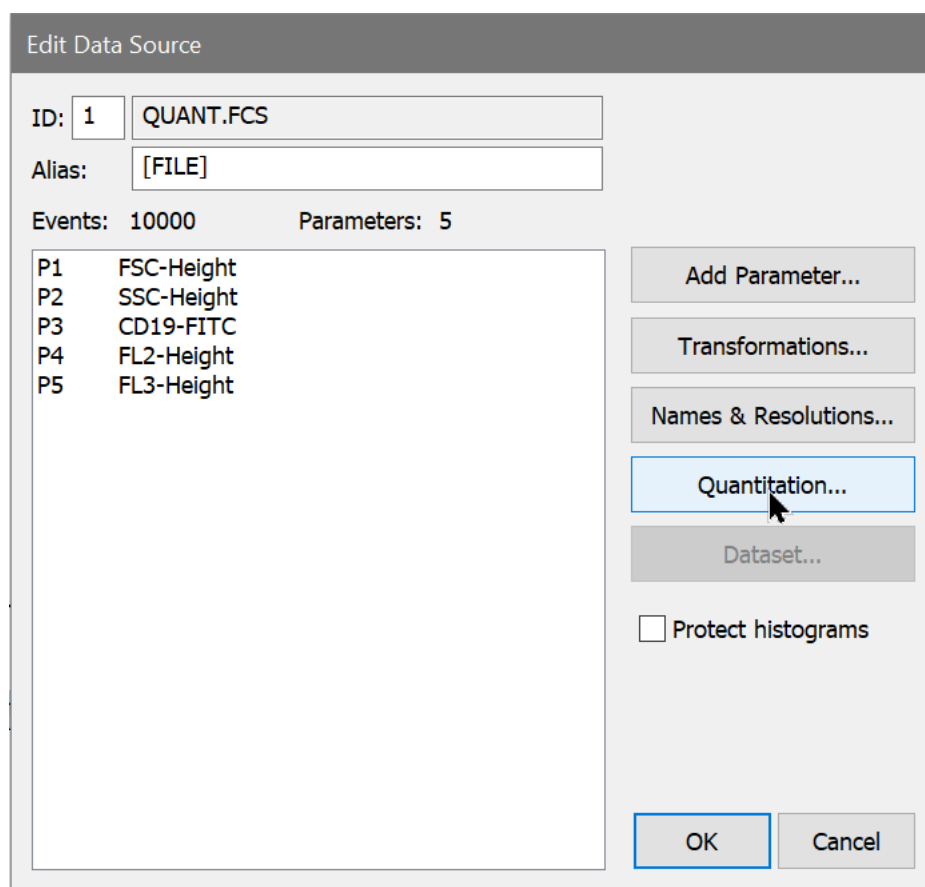 Edit Data Source
ID: 1 QUANT.FCS
Alias: [FILE]
Events: 10000 Parameters: 5
P1 FSC-Height
P2 SSC-Height
P3 CD19-FITC
P4 FL2-Height
P5 FL3-Height
Add Parameter...
Transformations...
Names & Resolutions...
Quantitation...
Dataset...
Protect histograms
OK Cancel